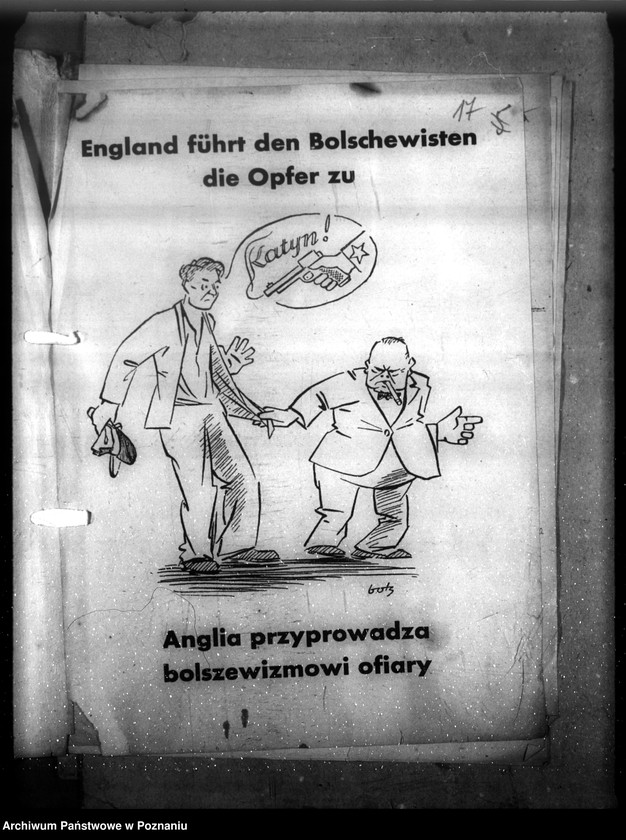 17
England führt den Bolschewisten
die Opfer zu
Katyn!
Anglia przyprowadza
bolszewizmowi ofiary
Archiwum Państwowe w Poznaniu